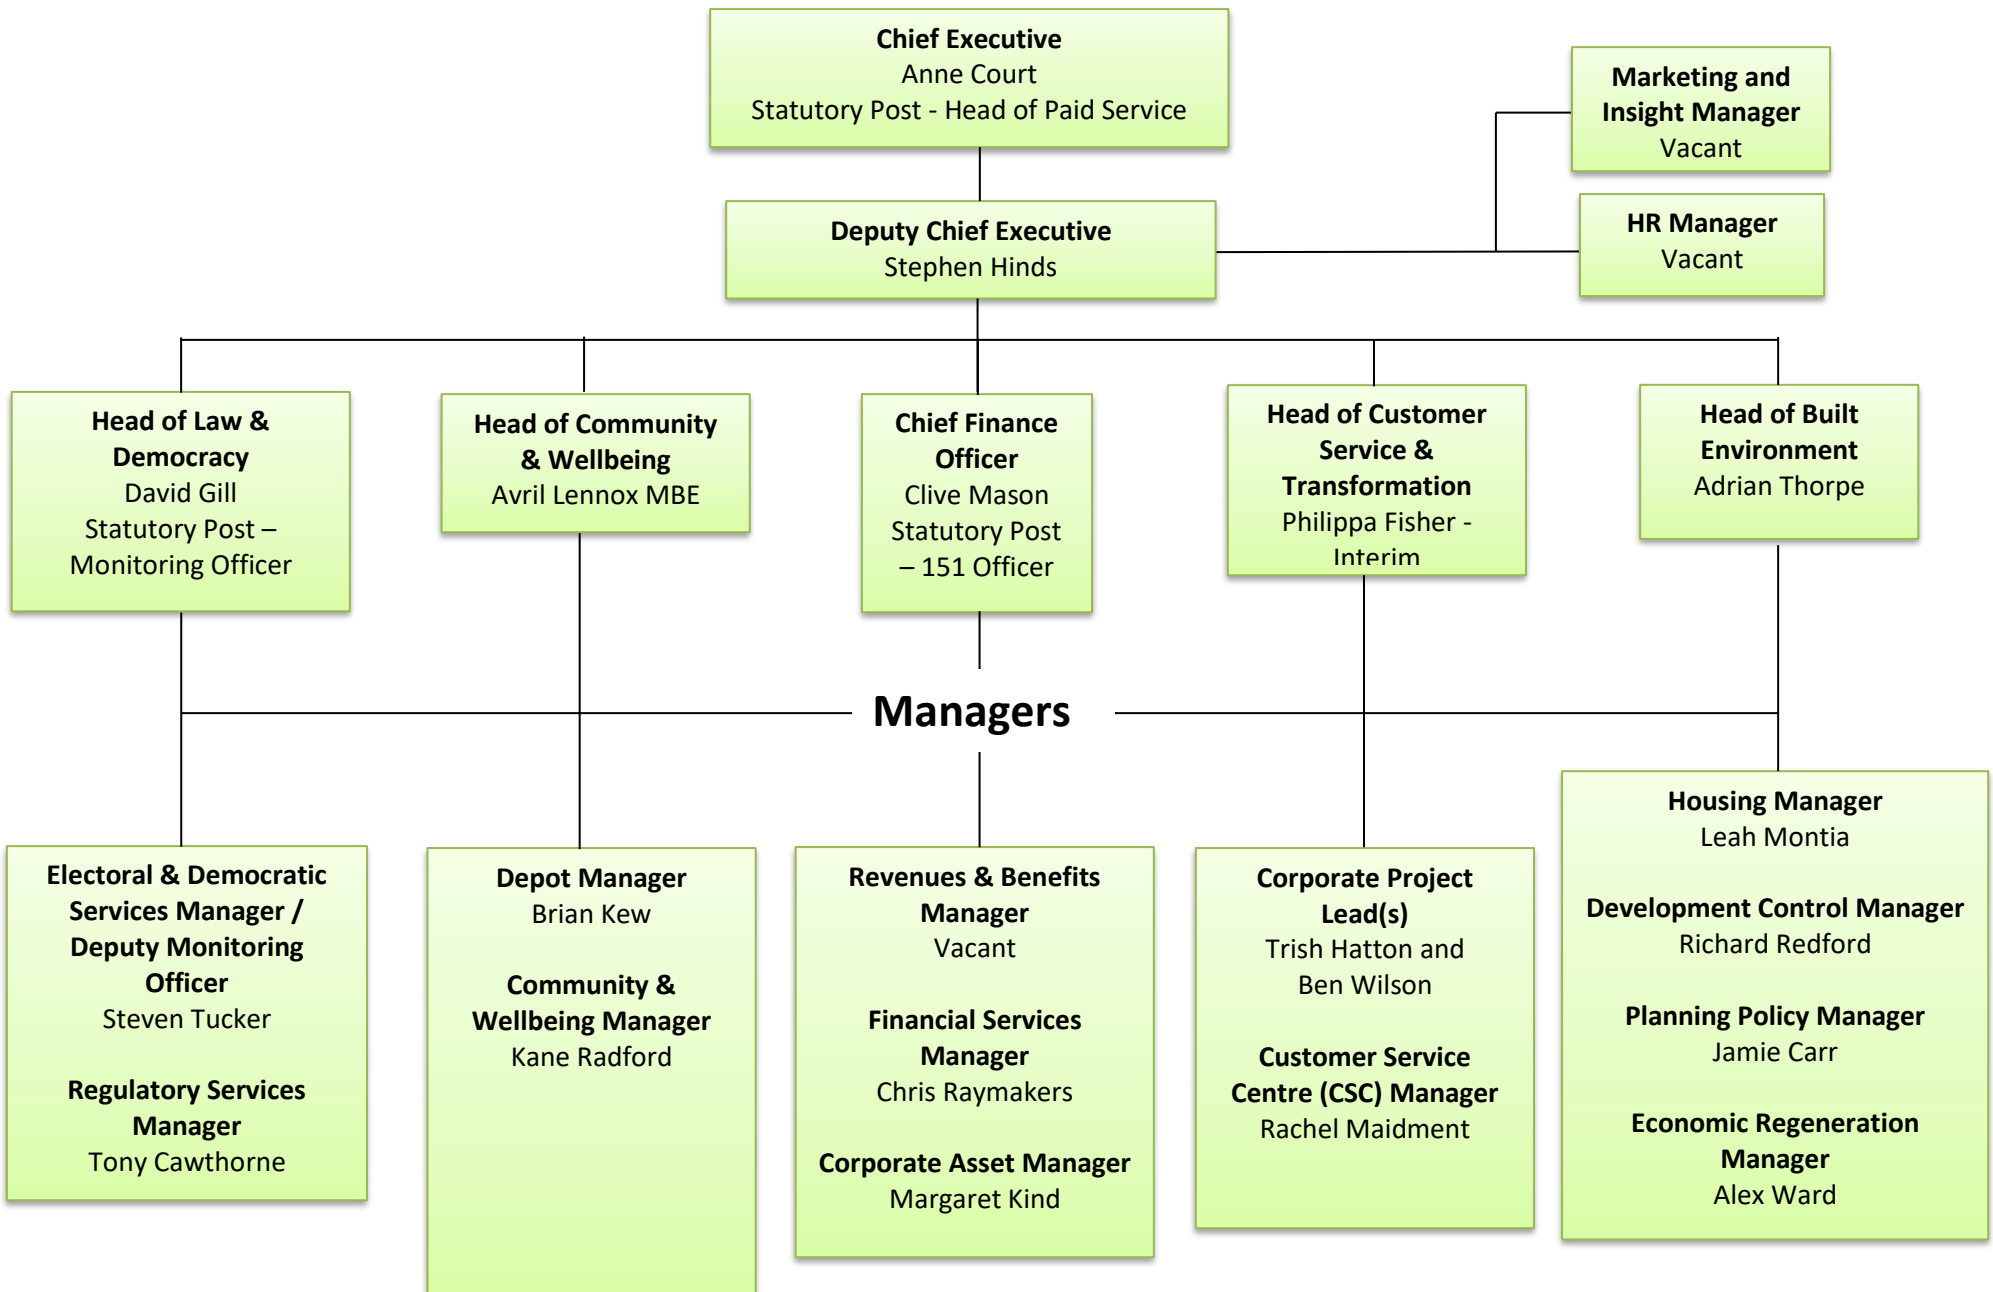 Chief Executive
Anne Court
Statutory Post - Head of Paid Service
Marketing and
Insight Manager
Vacant
Deputy Chief Executive
Stephen Hinds
HR Manager
Vacant
Head of Law &
Democracy
David Gill
Statutory Post –
Monitoring Officer
Head of Community
& Wellbeing
Avril Lennox MBE
Chief Finance
Officer
Clive Mason
Statutory Post
– 151 Officer
Head of Customer
Service &
Transformation
Philippa Fisher -
Interim
Head of Built
Environment
Adrian Thorpe
Managers
Electoral & Democratic
Services Manager /
Deputy Monitoring
Officer
Steven Tucker
Regulatory Services
Manager
Tony Cawthorne
Depot Manager
Brian Kew
Community &
Wellbeing Manager
Kane Radford
Revenues & Benefits
Manager
Vacant
Financial Services
Manager
Chris Raymakers
Corporate Asset Manager
Margaret Kind
Corporate Project
Lead(s)
Trish Hatton and
Ben Wilson
Customer Service
Centre (CSC) Manager
Rachel Maidment
Housing Manager
Leah Montia
Development Control Manager
Richard Redford
Planning Policy Manager
Jamie Carr
Economic Regeneration
Manager
Alex Ward